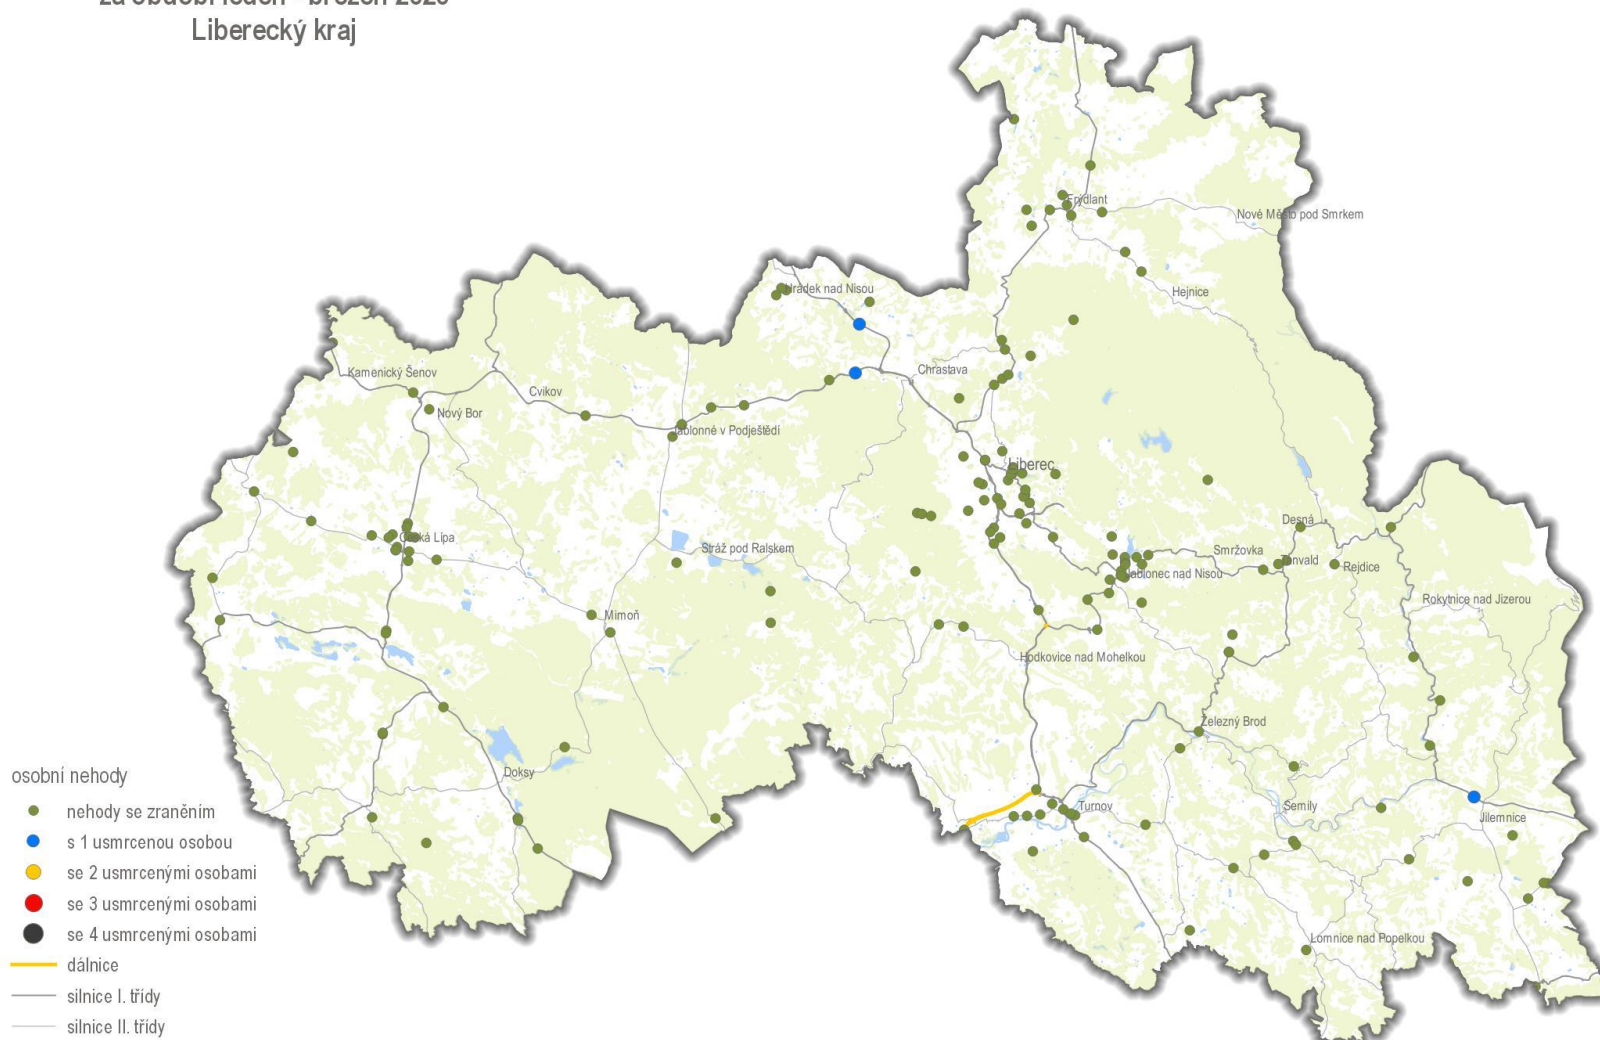 Liberecký kraj
Frýdlant
Nové Město pod Smrkem
Hrádek nad Nisou
Hejnice
Kamenický Šenov
Cvikov
Chrastava
Nový Bor
Jablonné v Podještědí
Liberec
Desná
Česká Lípa
Stráž pod Ralskem
Smržovka
Tanvald
Rejdice
Jablonec nad Nisou
Rokytnice nad Jizerou
Mimoň
Hodkovice nad Mohelkou
Železný Brod
Doksy
Turnov
Semily
Jilemnice
Lomnice nad Popelkou
osobní nehody
nehody se zraněním
s 1 usmrcenou osobou
se 2 usmrcenými osobami
se 3 usmrcenými osobami
se 4 usmrcenými osobami
dálnice
silnice I. třídy
silnice II. třídy